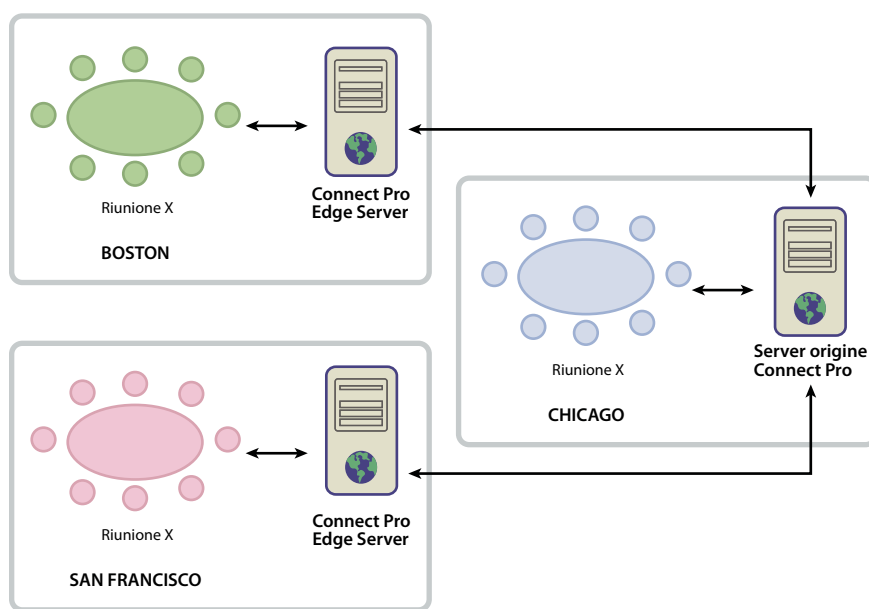 Riunione X
Connect Pro
Edge Server
BOSTON
Riunione X
Server origine
Connect Pro
CHICAGO
Riunione X
Connect Pro
Edge Server
SAN FRANCISCO